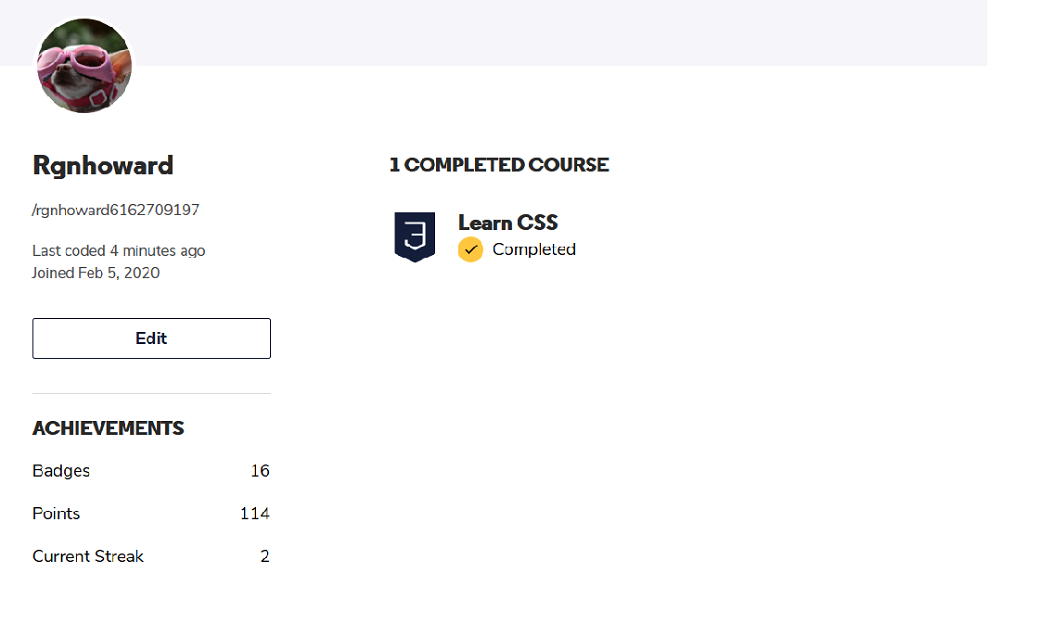 Rgnhoward
/rgnhoward6162709197
Last coded 4 minutes ago
Joined Feb 5, 2020
Edit
ACHIEVEMENTS
Badges 16
Points 114
Current Streak 2
1 COMPLETED COURSE
Learn CSS
Completed